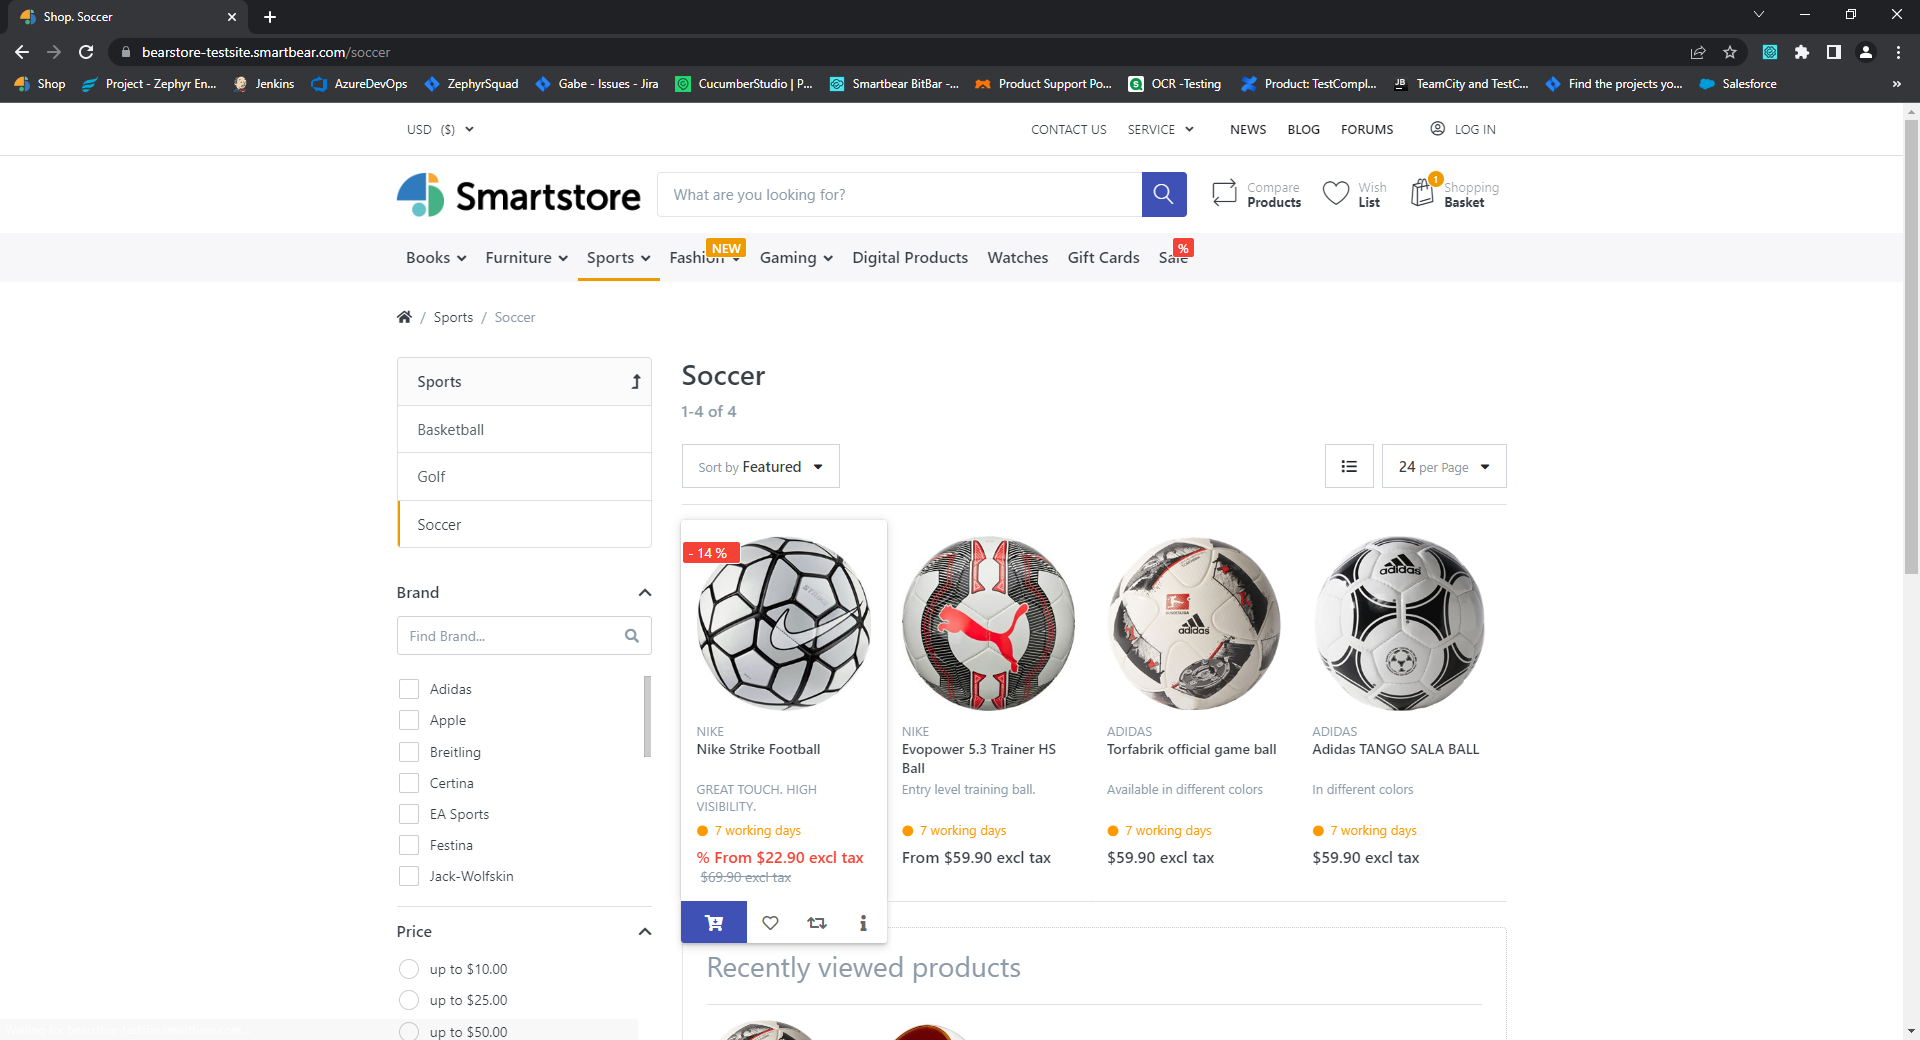 Shop. Soccer
bearstore-testsite.smartbear.com/soccer
Shop
Project - Zephyr En...
Jenkins
AzureDevOps
ZephyrSquad
Gabe - Issues - Jira
CucumberStudio | P...
Smartbear BitBar -...
Product Support Po...
OCR -Testing
Product: TestCompl...
TeamCity and TestC...
Find the projects yo...
Salesforce
»
USD ($)
CONTACT US
SERVICE
NEWS
BLOG
FORUMS
LOG IN
Smartstore
What are you looking for?
Compare
Products
Wish
List
1
Shopping
Basket
Books
Furniture
Sports
Fashion
NEW
Gaming
Digital Products
Watches
Gift Cards
Sale
%
/ Sports / Soccer
Sports
Basketball
Golf
Soccer
Brand
Find Brand...
Adidas
Apple
Breitling
Certina
EA Sports
Festina
Jack-Wolfskin
Price
up to $10.00
up to $25.00
up to $50.00
Soccer
1-4 of 4
Sort by Featured
24 per Page
- 14 %
NIKE
Nike Strike Football
GREAT TOUCH. HIGH
VISIBILITY.
7 working days
% From $22.90 excl tax
$69.90 excl tax
NIKE
Evopower 5.3 Trainer HS
Ball
Entry level training ball.
7 working days
From $59.90 excl tax
adidas
ADIDAS
Torfabrik official game ball
Available in different colors
7 working days
$59.90 excl tax
adidas
ADIDAS
Adidas TANGO SALA BALL
In different colors
7 working days
$59.90 excl tax
Recently viewed products